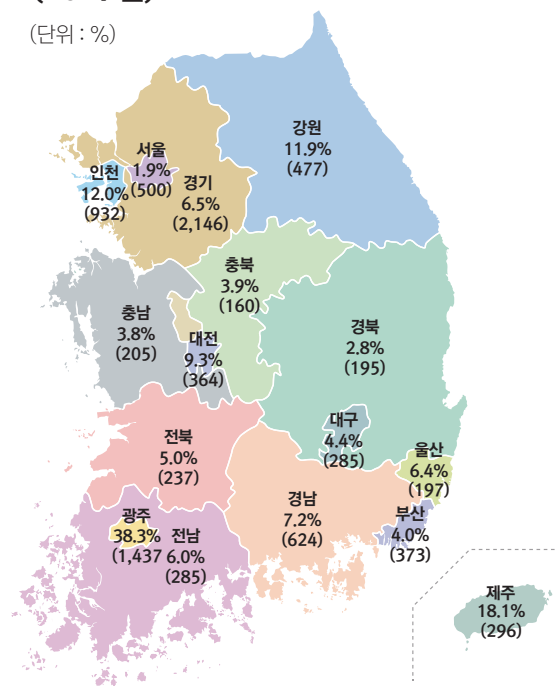 (단위 : %)
강원
11.9%
(477)
서울
1.9%
(500)
인천
12.0%
(932)
경기
6.5%
(2,146)
충북
3.9%
(160)
충남
3.8%
(205)
대전
9.3%
(364)
경북
2.8%
(195)
대구
4.4%
(285)
울산
6.4%
(197)
전북
5.0%
(237)
경남
7.2%
(624)
부산
4.0%
(373)
광주
38.3%
(1,437
전남
6.0%
(285)
제주
18.1%
(296)